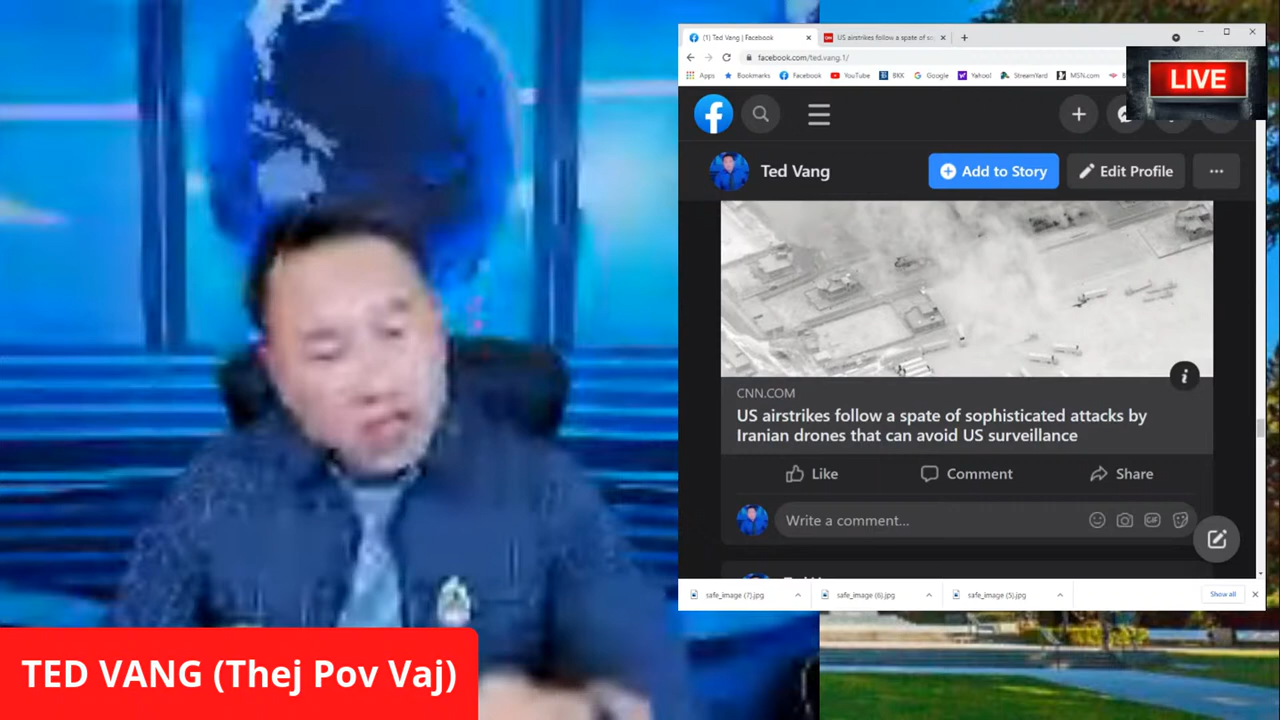 (1) Ted Vang | Facebook
US airstrikes follow a spate of so
facebook.com/ted.vang.1/
Apps
Bookmarks
Facebook
YouTube
BKK
Google
Yahoo!
StreamYard
MSN.com
LIVE
Ted Vang
Add to Story
Edit Profile
CNN.COM
US airstrikes follow a spate of sophisticated attacks by
Iranian drones that can avoid US surveillance
Like
Comment
Share
Write a comment...
GIF
safe_image (7).jpg
safe_image (6).jpg
safe_image (5).jpg
Show all
TED VANG (Thej Pov Vaj)